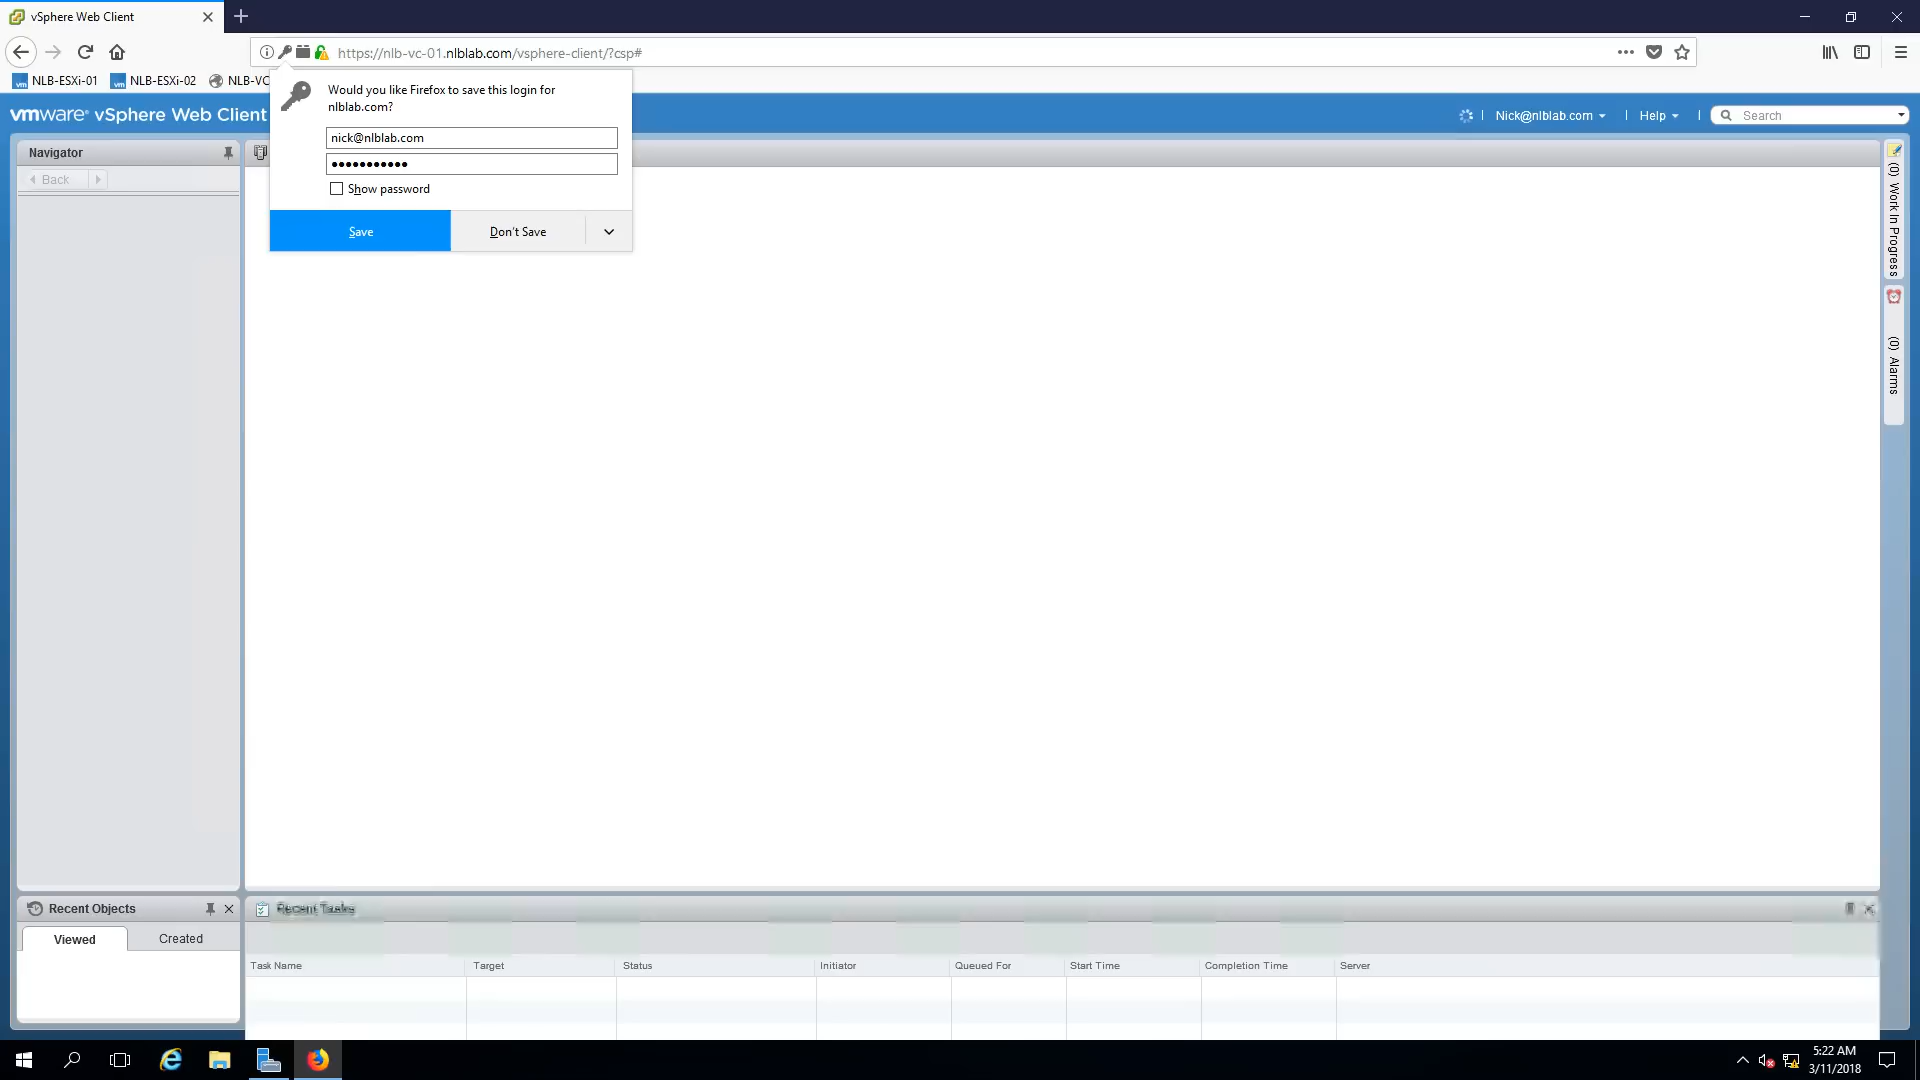 vSphere Web Client
https://nlb-vc-01.nlblab.com/vsphere-client/?csp#
NLB-ESXi-01
NLB-ESXi-02
NLB-VC
Would you like Firefox to save this login for
nlblab.com?
nick@nlblab.com
Show password
Save
Don't Save
vmware® vSphere Web Client
Nick@nlblab.com
Help
Search
Navigator
Back
(0) Work In Progress
(0) Alarms
Recent Objects
Viewed
Created
Recent Tasks
Task Name
Target
Status
Initiator
Queued For
Start Time
Completion Time
Server
5:22 AM
3/11/2018